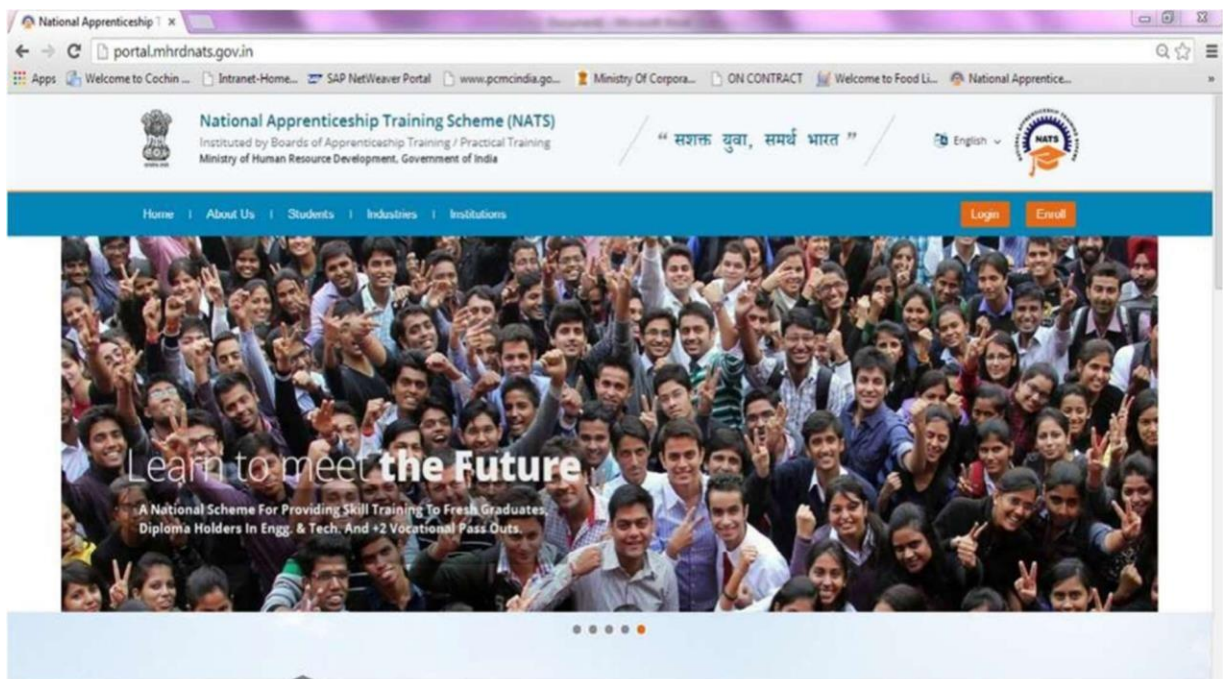 National Apprenticeship T
portal.mhrdnats.gov.in
Apps Welcome to Cochin ... Intranet-Home... SAP NetWeaver Portal www.pcmcindia.go... Ministry Of Corpora... ON CONTRACT Welcome to Food Li... National Apprentice... »
National Apprenticeship Training Scheme (NATS)
Instituted by Boards of Apprenticeship Training / Practical Training
Ministry of Human Resource Development, Government of India
“ सशक्त युवा, समर्थ भारत ”
English
NATS
Home | About Us | Students | Industries | Institutions
Login Enroll
Learn to meet the Future
A National Scheme For Providing Skill Training To Fresh Graduates,
Diploma Holders In Engg. & Tech. And +2 Vocational Pass Outs.